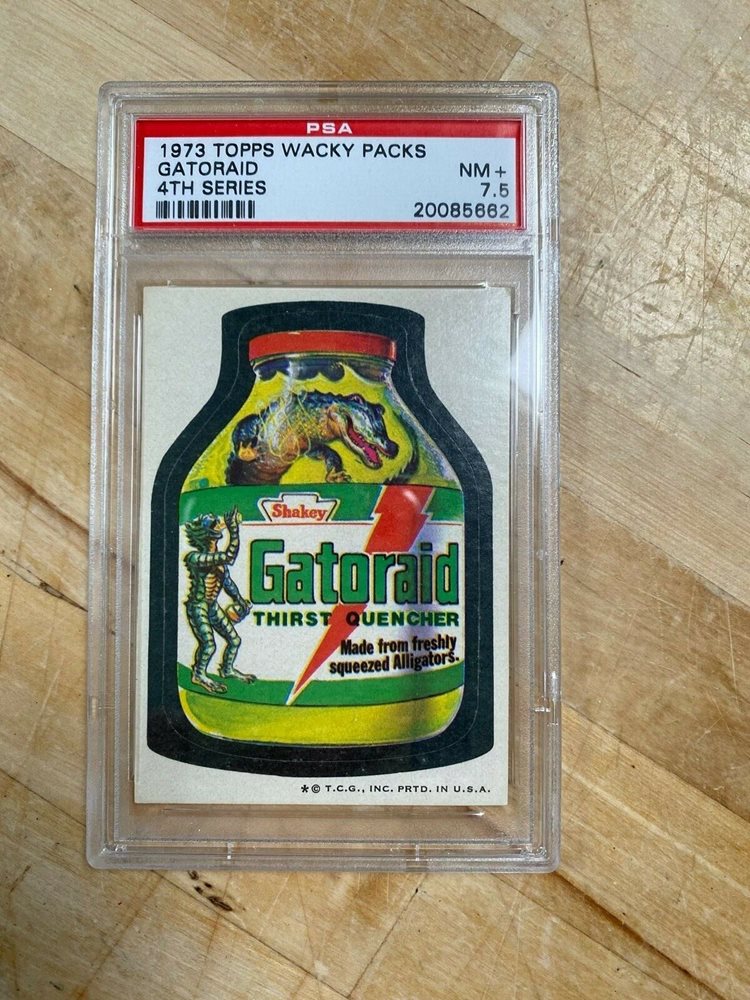 PSA
1973 TOPPS WACKY PACKS
GATORAID NM+
4TH SERIES 7.5
20085662
Shakey
Gatoraid
THIRST QUENCHER
Made from freshly
squeezed Alligators.
*© T.C.G., INC. PRTD. IN U.S.A.